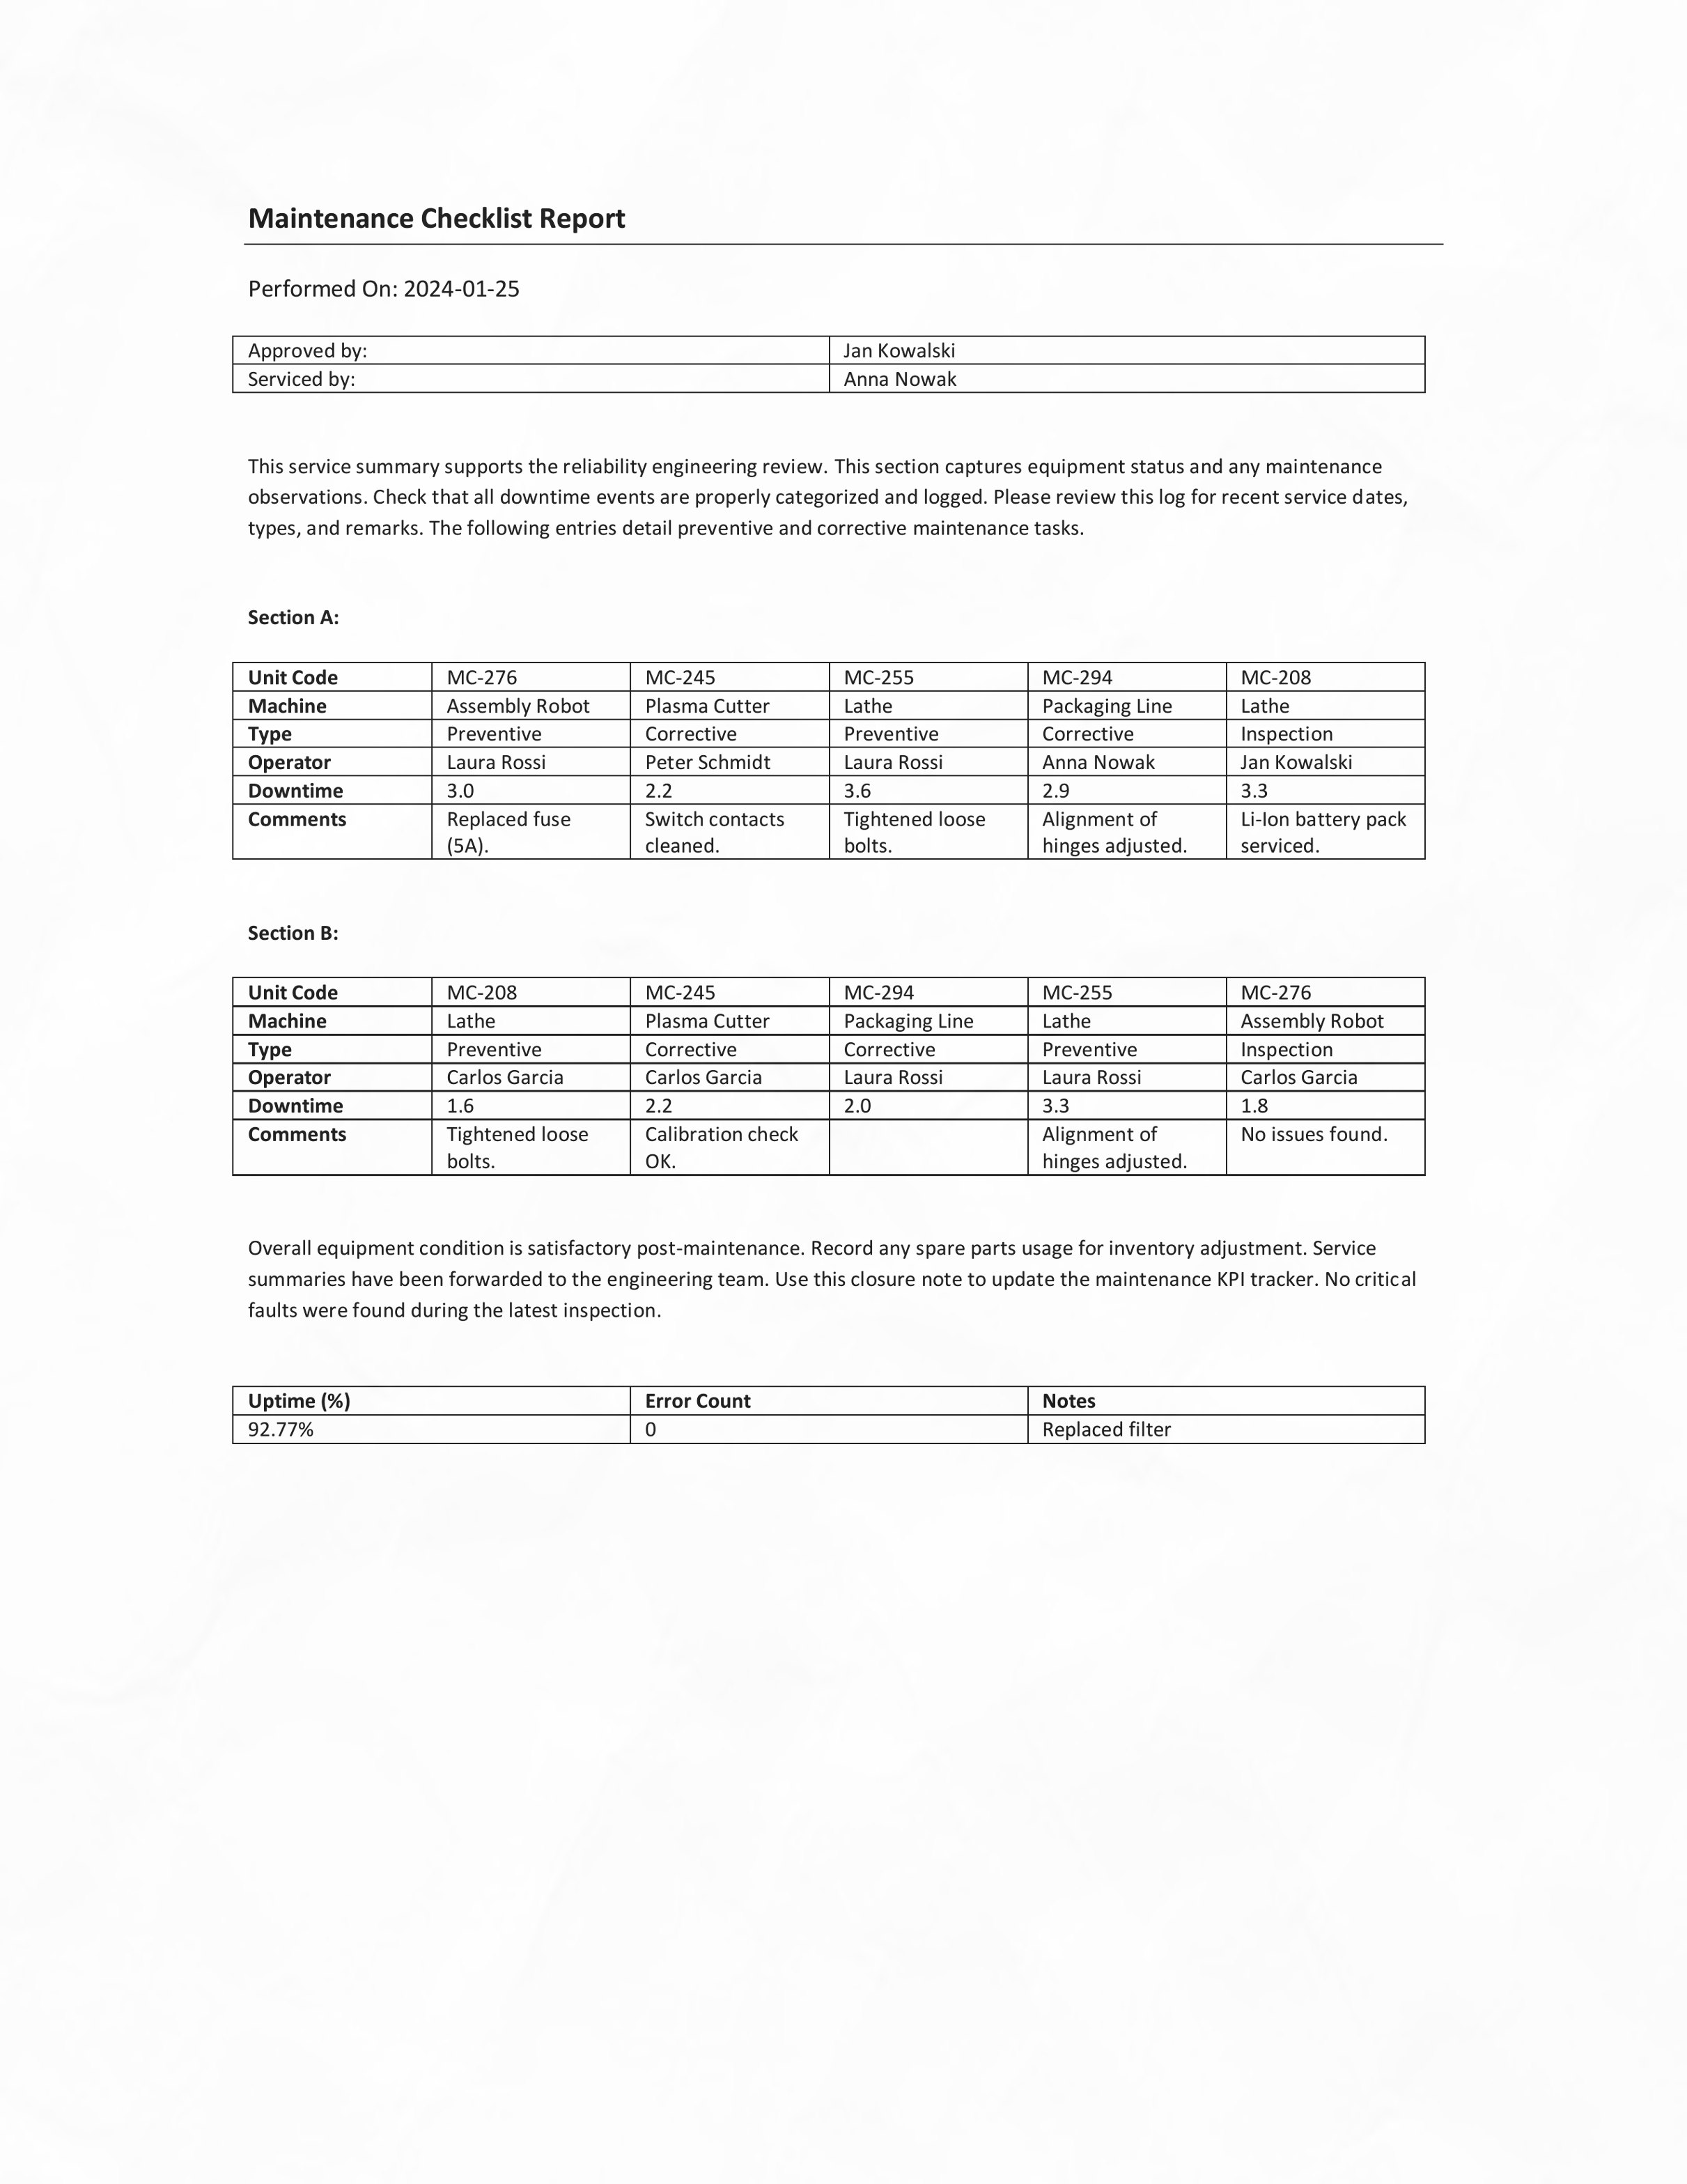 Maintenance Checklist Report
Performed On: 2024-01-25
Approved by: Jan Kowalski
Serviced by: Anna Nowak
This service summary supports the reliability engineering review. This section captures equipment status and any maintenance
observations. Check that all downtime events are properly categorized and logged. Please review this log for recent service dates,
types, and remarks. The following entries detail preventive and corrective maintenance tasks.
Section A:
Unit Code MC-276 MC-245 MC-255 MC-294 MC-208
Machine Assembly Robot Plasma Cutter Lathe Packaging Line Lathe
Type Preventive Corrective Preventive Corrective Inspection
Operator Laura Rossi Peter Schmidt Laura Rossi Anna Nowak Jan Kowalski
Downtime 3.0 2.2 3.6 2.9 3.3
Comments Replaced fuse Switch contacts Tightened loose Alignment of Li-Ion battery pack
(5A). cleaned. bolts. hinges adjusted. serviced.
Section B:
Unit Code MC-208 MC-245 MC-294 MC-255 MC-276
Machine Lathe Plasma Cutter Packaging Line Lathe Assembly Robot
Type Preventive Corrective Corrective Preventive Inspection
Operator Carlos Garcia Carlos Garcia Laura Rossi Laura Rossi Carlos Garcia
Downtime 1.6 2.2 2.0 3.3 1.8
Comments Tightened loose Calibration check Alignment of No issues found.
bolts. OK. hinges adjusted.
Overall equipment condition is satisfactory post-maintenance. Record any spare parts usage for inventory adjustment. Service
summaries have been forwarded to the engineering team. Use this closure note to update the maintenance KPI tracker. No critical
faults were found during the latest inspection.
Uptime (%) Error Count Notes
92.77% 0 Replaced filter